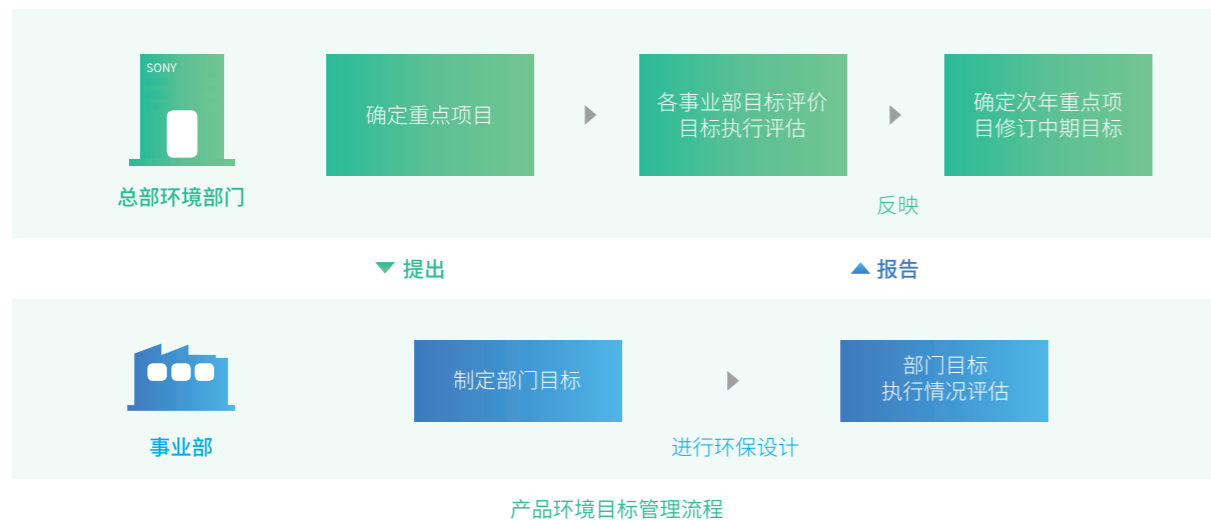 SONY
总部环境部门
确定重点项目
各事业部目标评价
目标执行评估
确定次年重点项
目修订中期目标
反映
提出
报告
事业部
制定部门目标
进行环保设计
部门目标
执行情况评估
产品环境目标管理流程